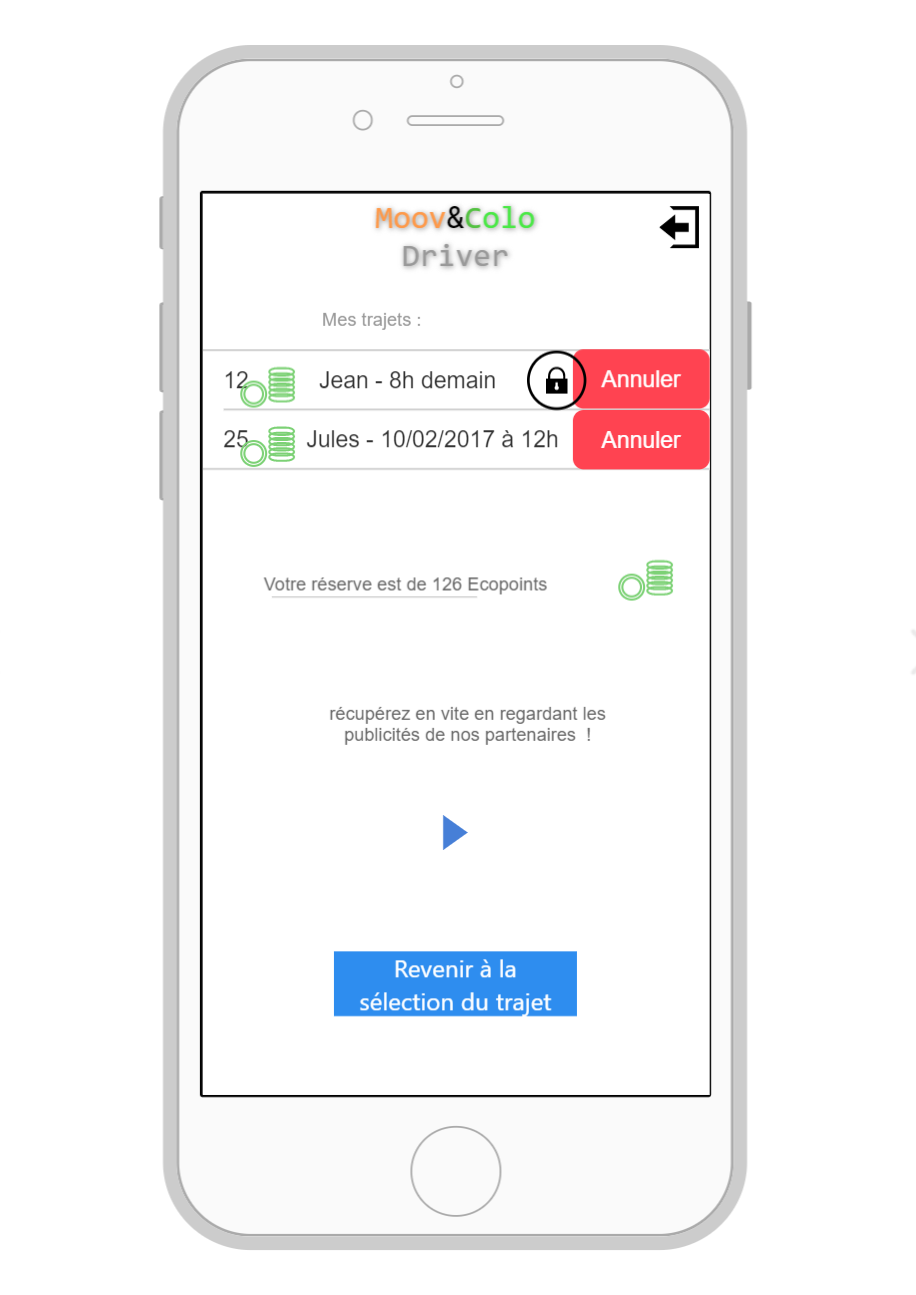 Moov&Colo
Driver
Mes trajets :
12 Jean - 8h demain Annuler
25 Jules - 10/02/2017 à 12h Annuler
Votre réserve est de 126 Ecopoints
récupérez en vite en regardant les
publicités de nos partenaires !
Revenir à la
sélection du trajet